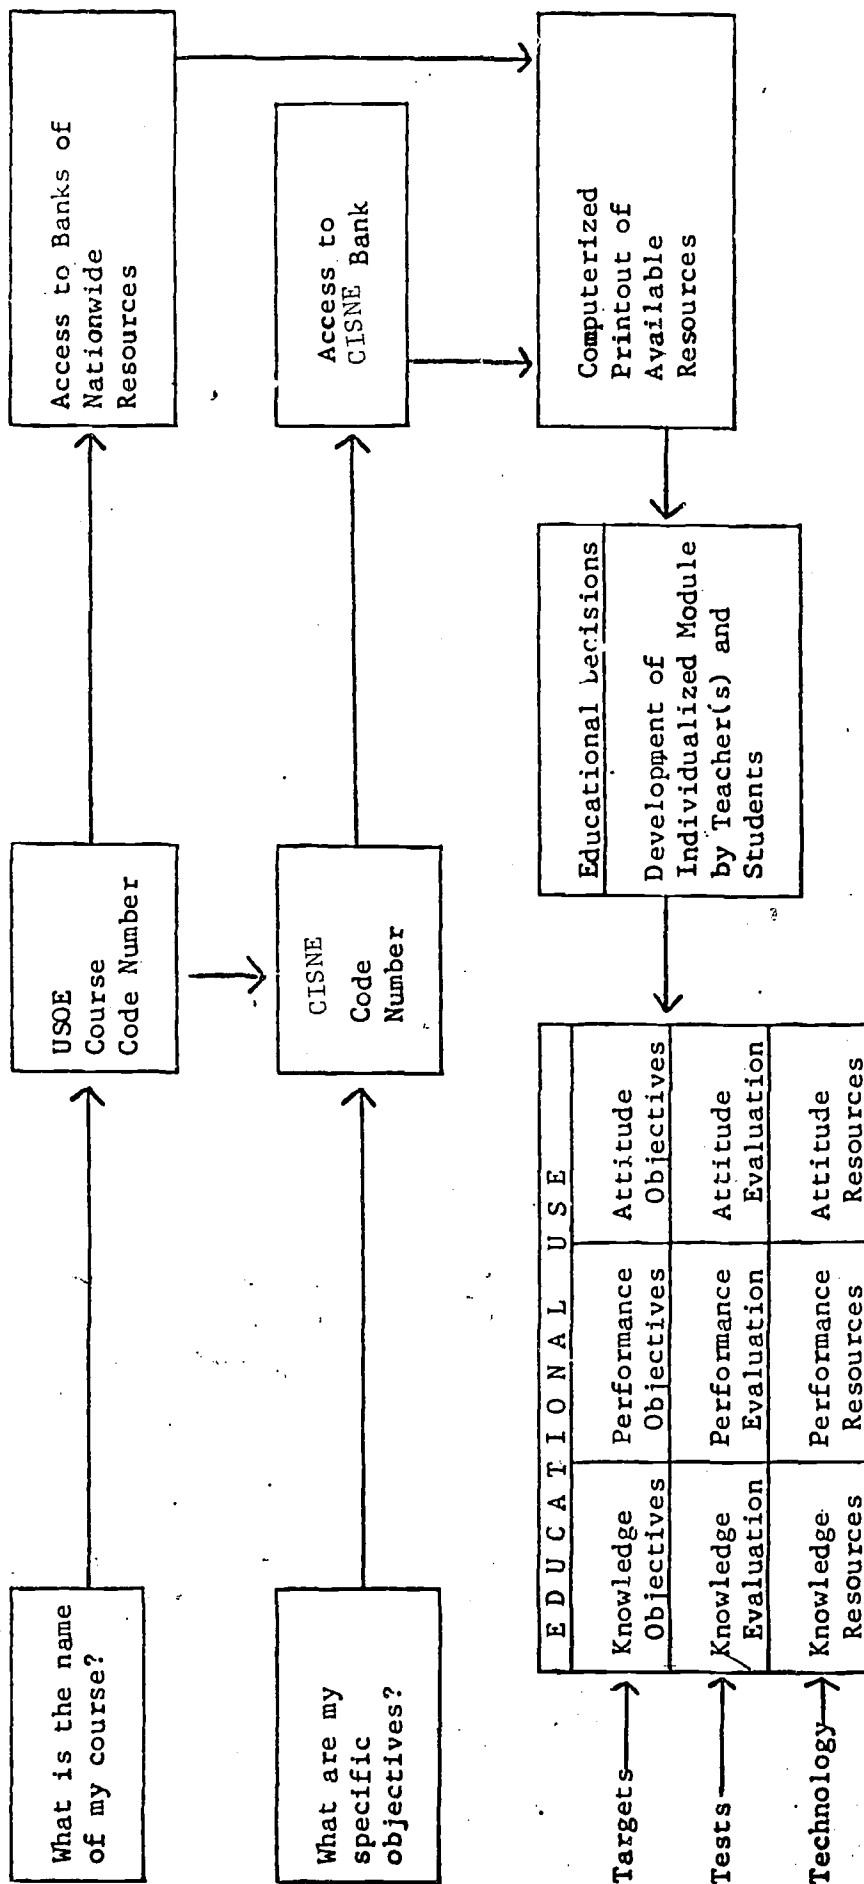 What is the name
of my course?
USOE
Course
Code Number
Access to Banks of
Nationwide
Resources
What are my
specific
objectives?
CISNE
Code
Number
Access to
CISNE Bank
Computerized
Printout of
Available
Resources
Educational Decisions
Development of
Individualized Module
by Teacher(s) and
Students
EDUCATIONAL USE
Targets
Knowledge
Objectives
Performance
Objectives
Attitude
Objectives
Tests
Knowledge
Evaluation
Performance
Evaluation
Attitude
Evaluation
Technology
Knowledge
Resources
Performance
Resources
Attitude
Resources